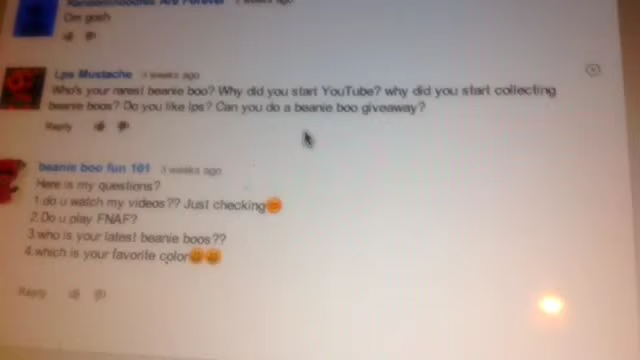 Om gosh
Lps Mustache 3 weeks ago
Who's your rarest beanie boo? Why did you start YouTube? why did you start collecting
beanie boos? Do you like lps? Can you do a beanie boo giveaway?
Reply
beanie boo fun 101 3 weeks ago
Here is my questions?
1.do u watch my videos?? Just checking
2.Do u play FNAF?
3.who is your latest beanie boos??
4.which is your favorite color
Reply